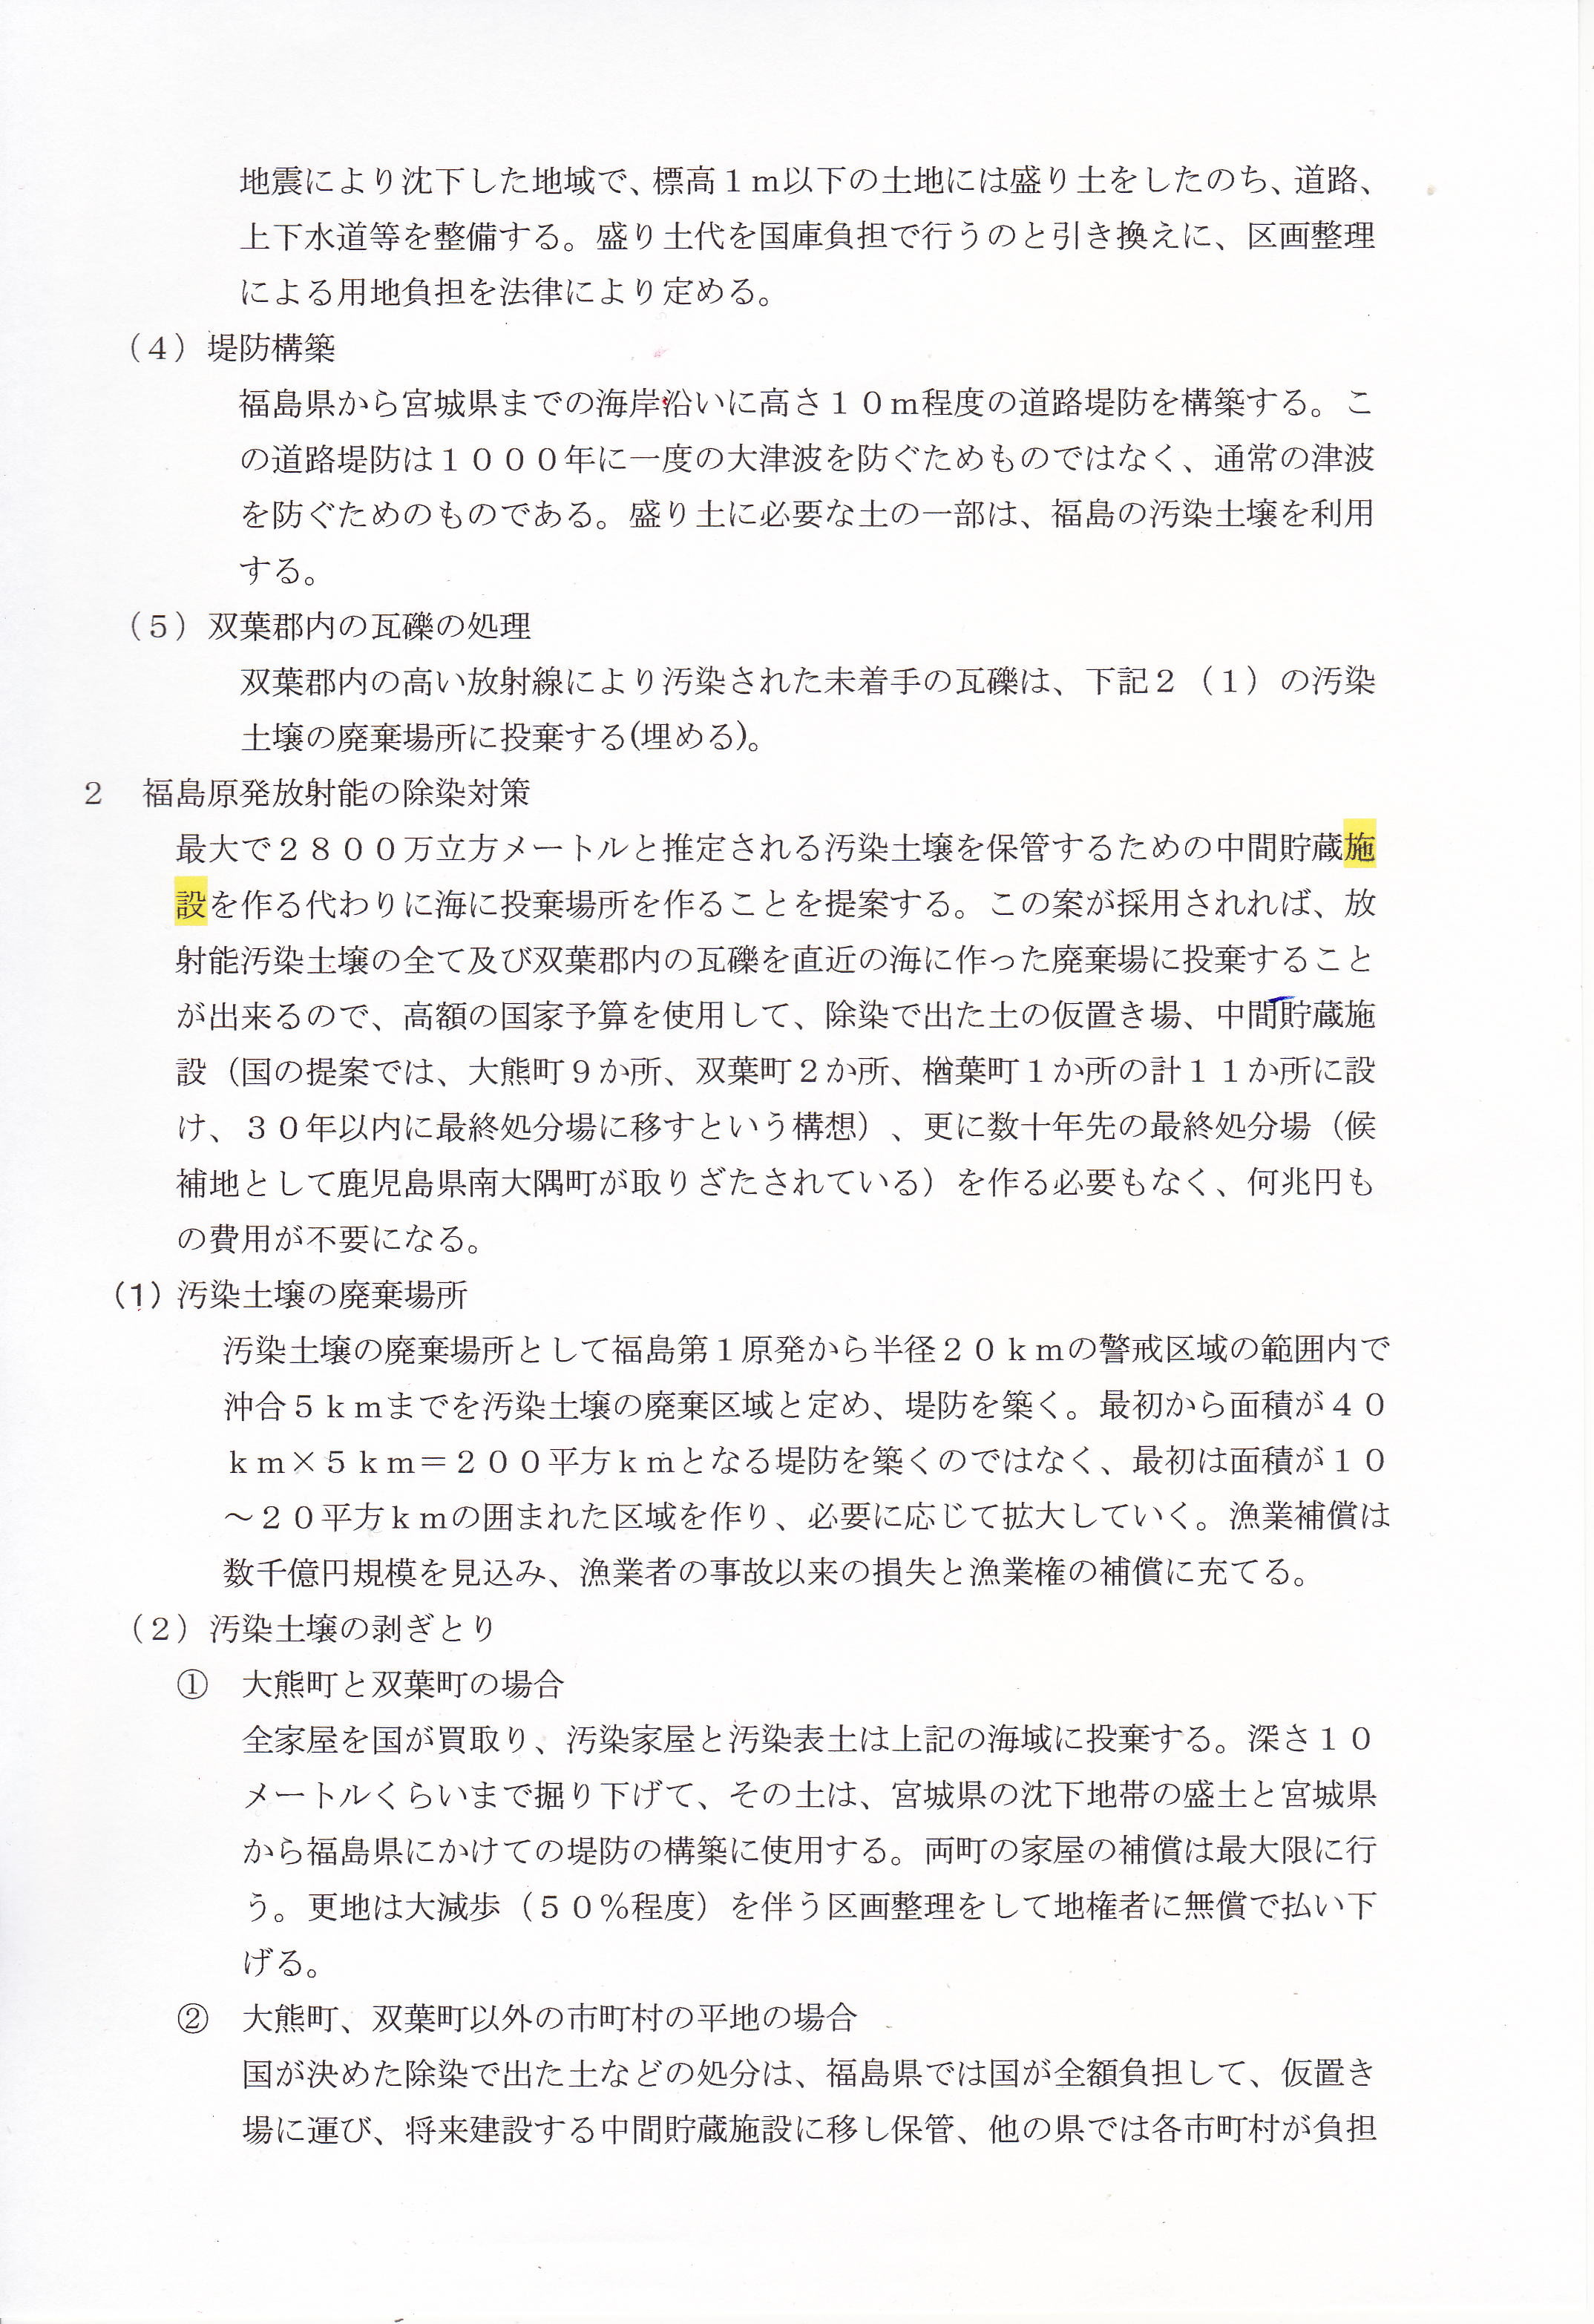 地震により沈下した地域で、標高１ｍ以下の土地には盛り土をしたのち、道路、
上下水道等を整備する。盛り土代を国庫負担で行うのと引き換えに、区画整理
による用地負担を法律により定める。
（４）堤防構築
福島県から宮城県までの海岸沿いに高さ１０ｍ程度の道路堤防を構築する。こ
の道路堤防は１０００年に一度の大津波を防ぐためものではなく、通常の津波
を防ぐためのものである。盛り土に必要な土の一部は、福島の汚染土壌を利用
する。
（５）双葉郡内の瓦礫の処理
双葉郡内の高い放射線により汚染された未着手の瓦礫は、下記２（１）の汚染
土壌の廃棄場所に投棄する(埋める)。
２　福島原発放射能の除染対策
最大で２８００万立方メートルと推定される汚染土壌を保管するための中間貯蔵施
設を作る代わりに海に投棄場所を作ることを提案する。この案が採用されれば、放
射能汚染土壌の全て及び双葉郡内の瓦礫を直近の海に作った廃棄場に投棄すること
が出来るので、高額の国家予算を使用して、除染で出た土の仮置き場、中間貯蔵施
設（国の提案では、大熊町９か所、双葉町２か所、楢葉町１か所の計１１か所に設
け、３０年以内に最終処分場に移すという構想）、更に数十年先の最終処分場（候
補地として鹿児島県南大隅町が取りざたされている）を作る必要もなく、何兆円も
の費用が不要になる。
(1) 汚染土壌の廃棄場所
汚染土壌の廃棄場所として福島第１原発から半径２０ｋｍの警戒区域の範囲内で
沖合５ｋｍまでを汚染土壌の廃棄区域と定め、堤防を築く。最初から面積が４０
ｋｍ×５ｋｍ＝２００平方ｋｍとなる堤防を築くのではなく、最初は面積が１０
～２０平方ｋｍの囲まれた区域を作り、必要に応じて拡大していく。漁業補償は
数千億円規模を見込み、漁業者の事故以来の損失と漁業権の補償に充てる。
（２）汚染土壌の剥ぎとり
①　大熊町と双葉町の場合
全家屋を国が買取り、汚染家屋と汚染表土は上記の海域に投棄する。深さ１０
メートルくらいまで掘り下げて、その土は、宮城県の沈下地帯の盛土と宮城県
から福島県にかけての堤防の構築に使用する。両町の家屋の補償は最大限に行
う。更地は大減歩（５０％程度）を伴う区画整理をして地権者に無償で払い下
げる。
②　大熊町、双葉町以外の市町村の平地の場合
国が決めた除染で出た土などの処分は、福島県では国が全額負担して、仮置き
場に運び、将来建設する中間貯蔵施設に移し保管、他の県では各市町村が負担